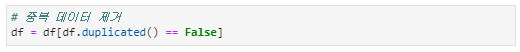 # 중복 데이터 제거
df = df[df.duplicated() == False]